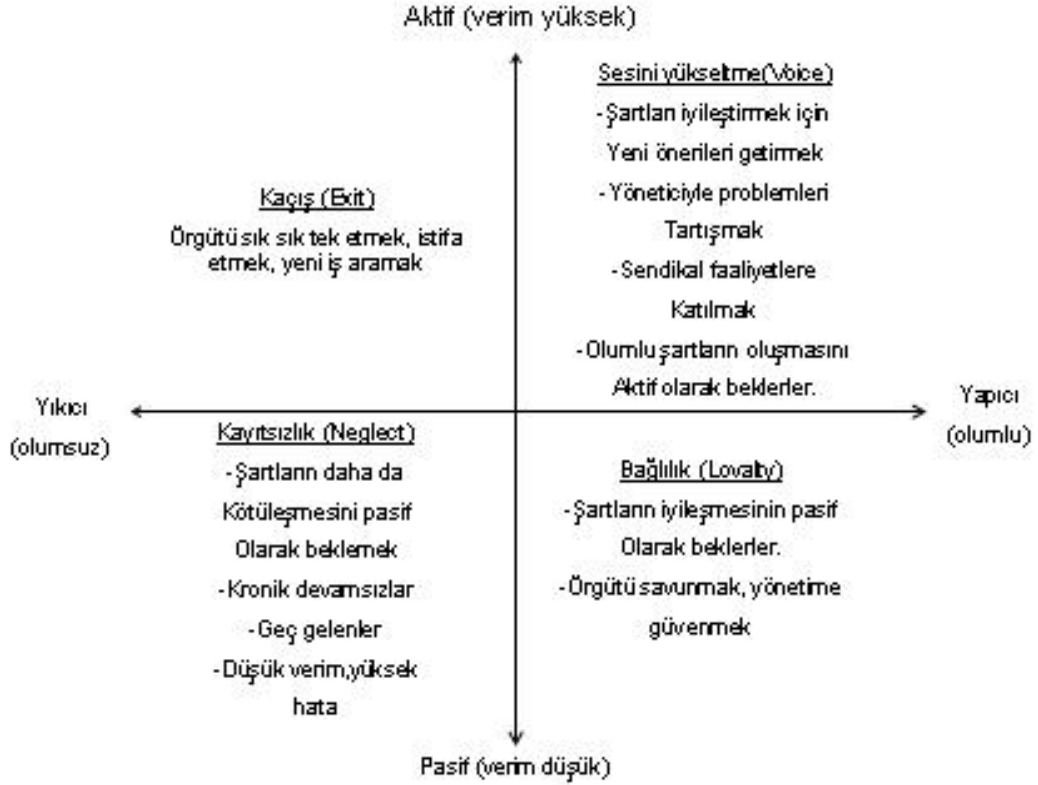 Aktif (verim yüksek)
Sesini yükseltme(Voice)
-Şartları iyileştirmek için
Yeni önerileri getirmek
-Yöneticiyle problemleri
Tartışmak
-Sendikal faaliyetlere
Katılmak
-Olumlu şartların oluşmasını
Aktif olarak beklerler.
Kaçış (Exit)
Örgütü sık sık tek etmek, istifa
etmek, yeni iş aramak
Yıkıcı
(olumsuz)
Yapıcı
(olumlu)
Kayıtsızlık (Neglect)
-Şartların daha da
Kötüleşmesini pasif
Olarak beklemek
-Kronik devamsızlar
-Geç gelenler
-Düşük verim,yüksek
hata
Bağlılık (Lovalty)
-Şartların iyileşmesinin pasif
Olarak beklerler.
-Örgütü savunmak, yönetime
güvenmek
Pasif (verim düşük)